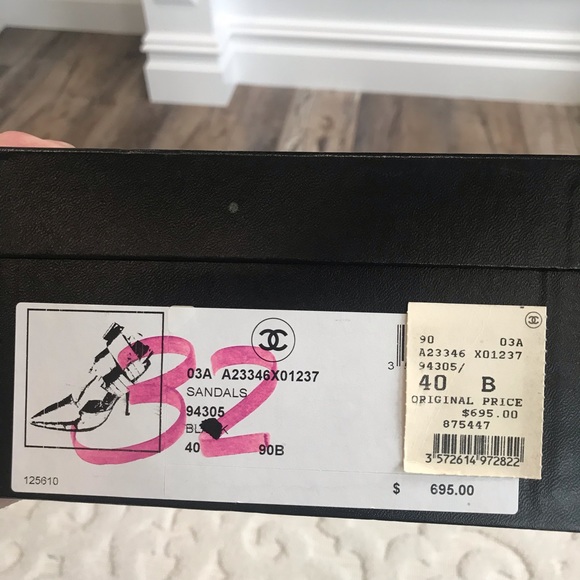 32
03A A23346X01237
SANDALS
94305
40 90B
125610
$ 695.00
3
90 03A
A23346 X01237
94305/
40 B
ORIGINAL PRICE
$695.00
875447
3 572614 972822